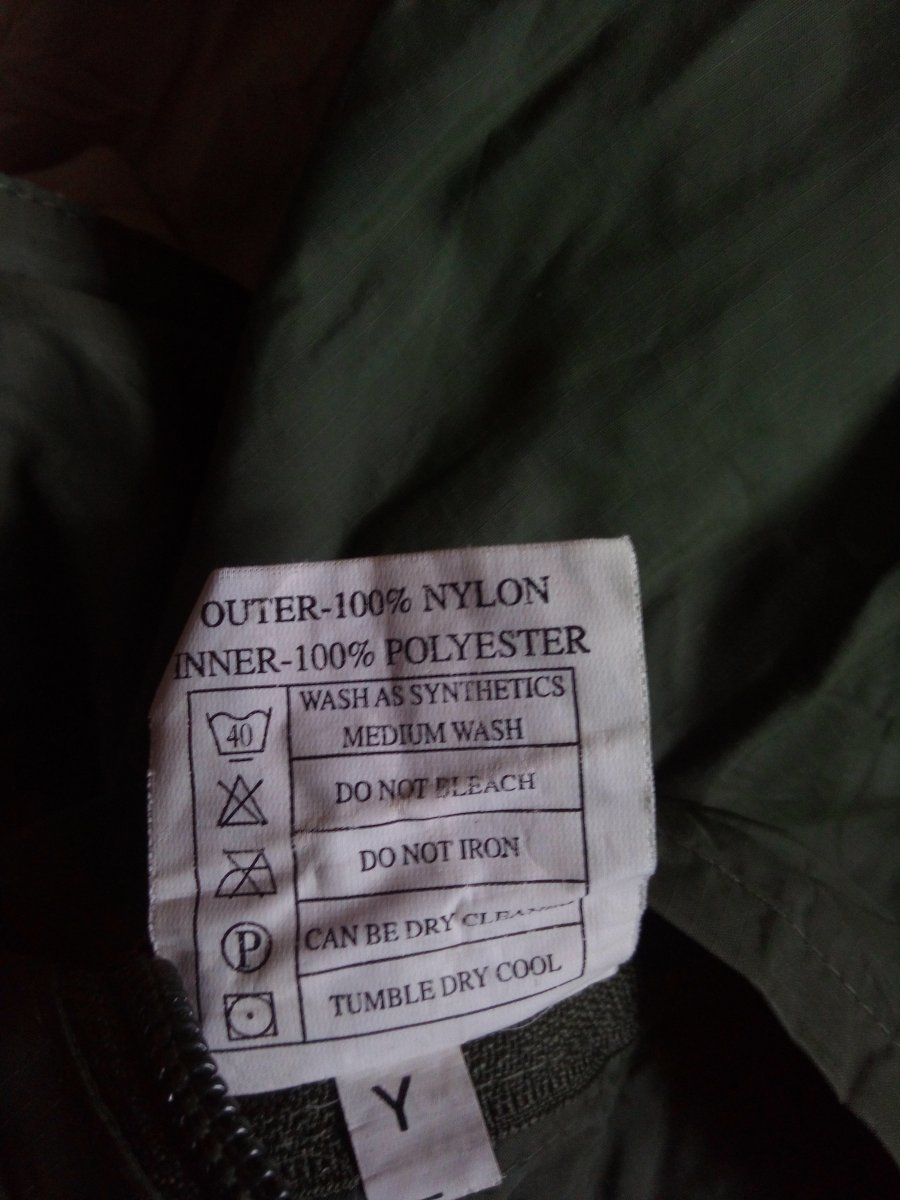 OUTER-100% NYLON
INNER-100% POLYESTER
40
WASH AS SYNTHETICS
MEDIUM WASH
DO NOT BLEACH
DO NOT IRON
P
CAN BE DRY CLEANED
TUMBLE DRY COOL
Y